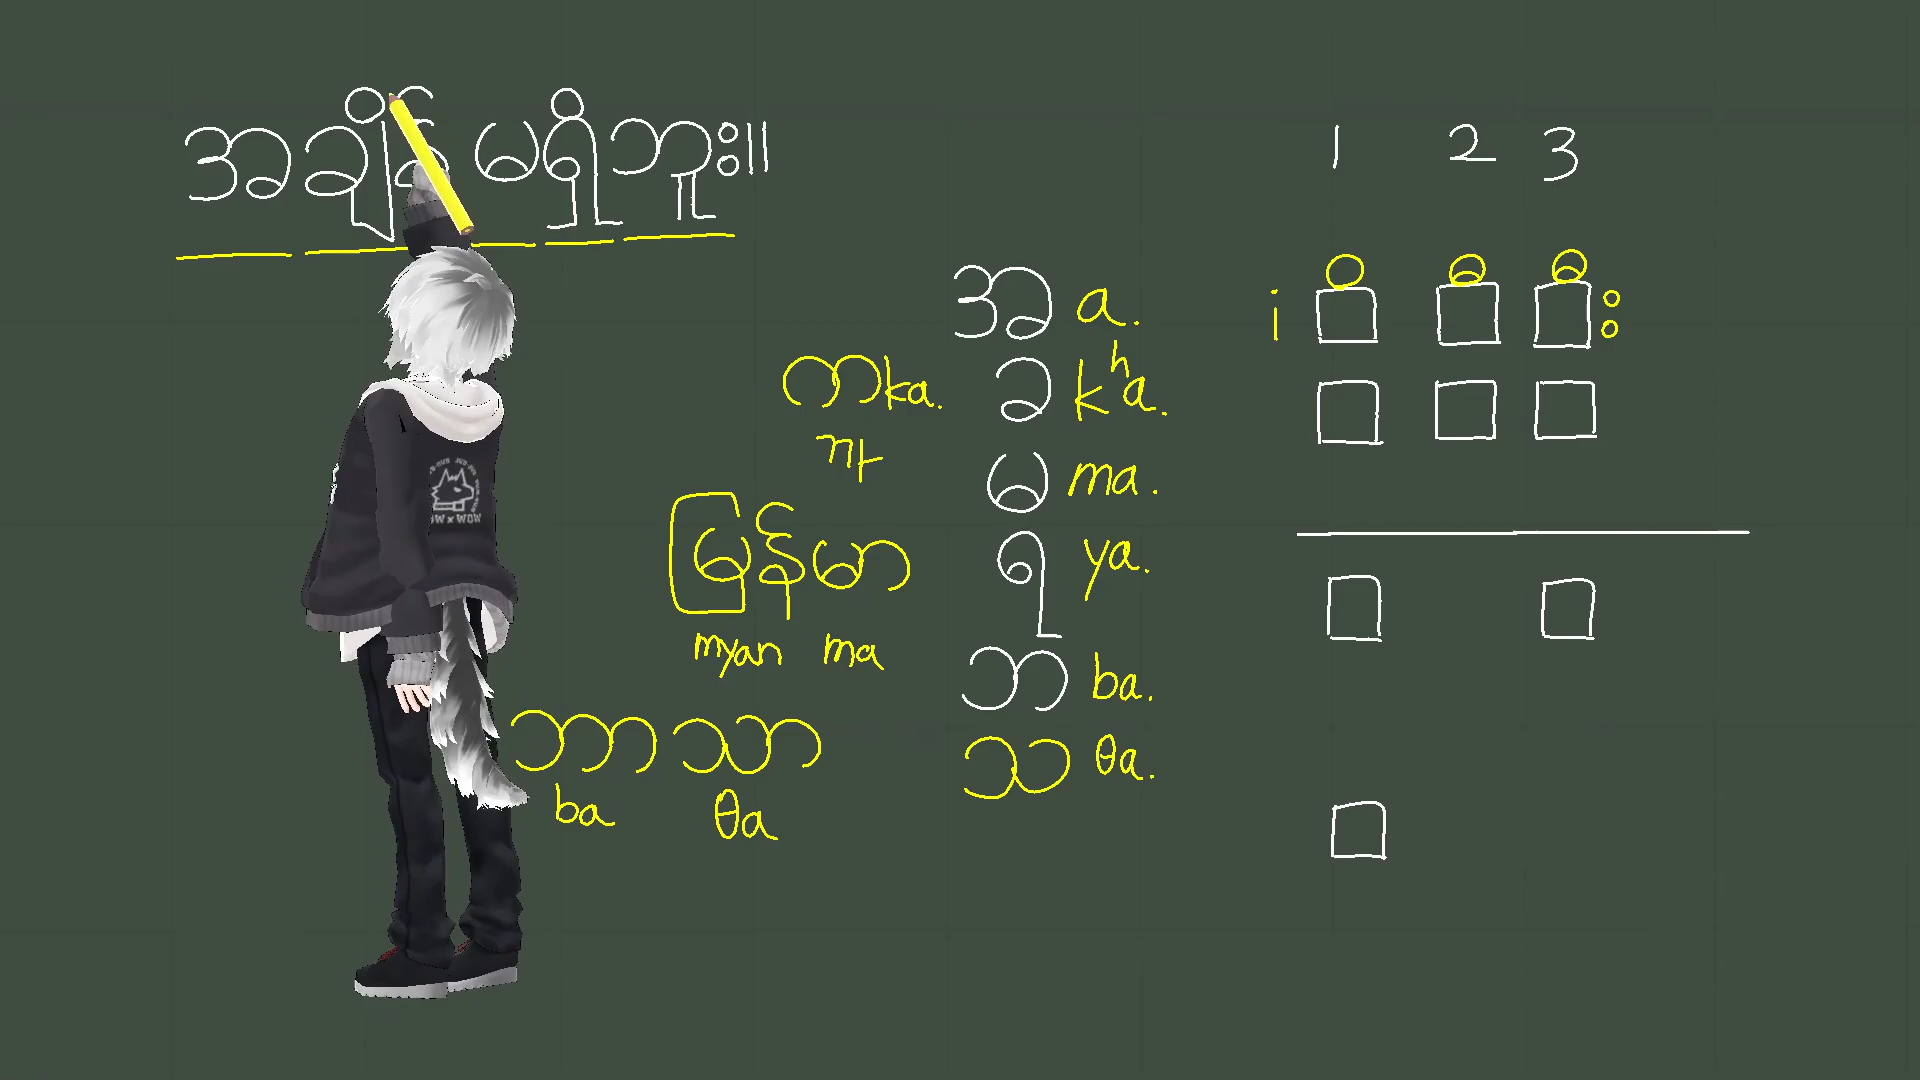 အချိန် မရှိဘူး။
1 2 3
အ a.
i
က ka.
ခ kʰa.
까
မ ma.
မြန်မာ
ရ ya.
myan ma
ဘ ba.
ဘာသာ
သ θa.
ba θa